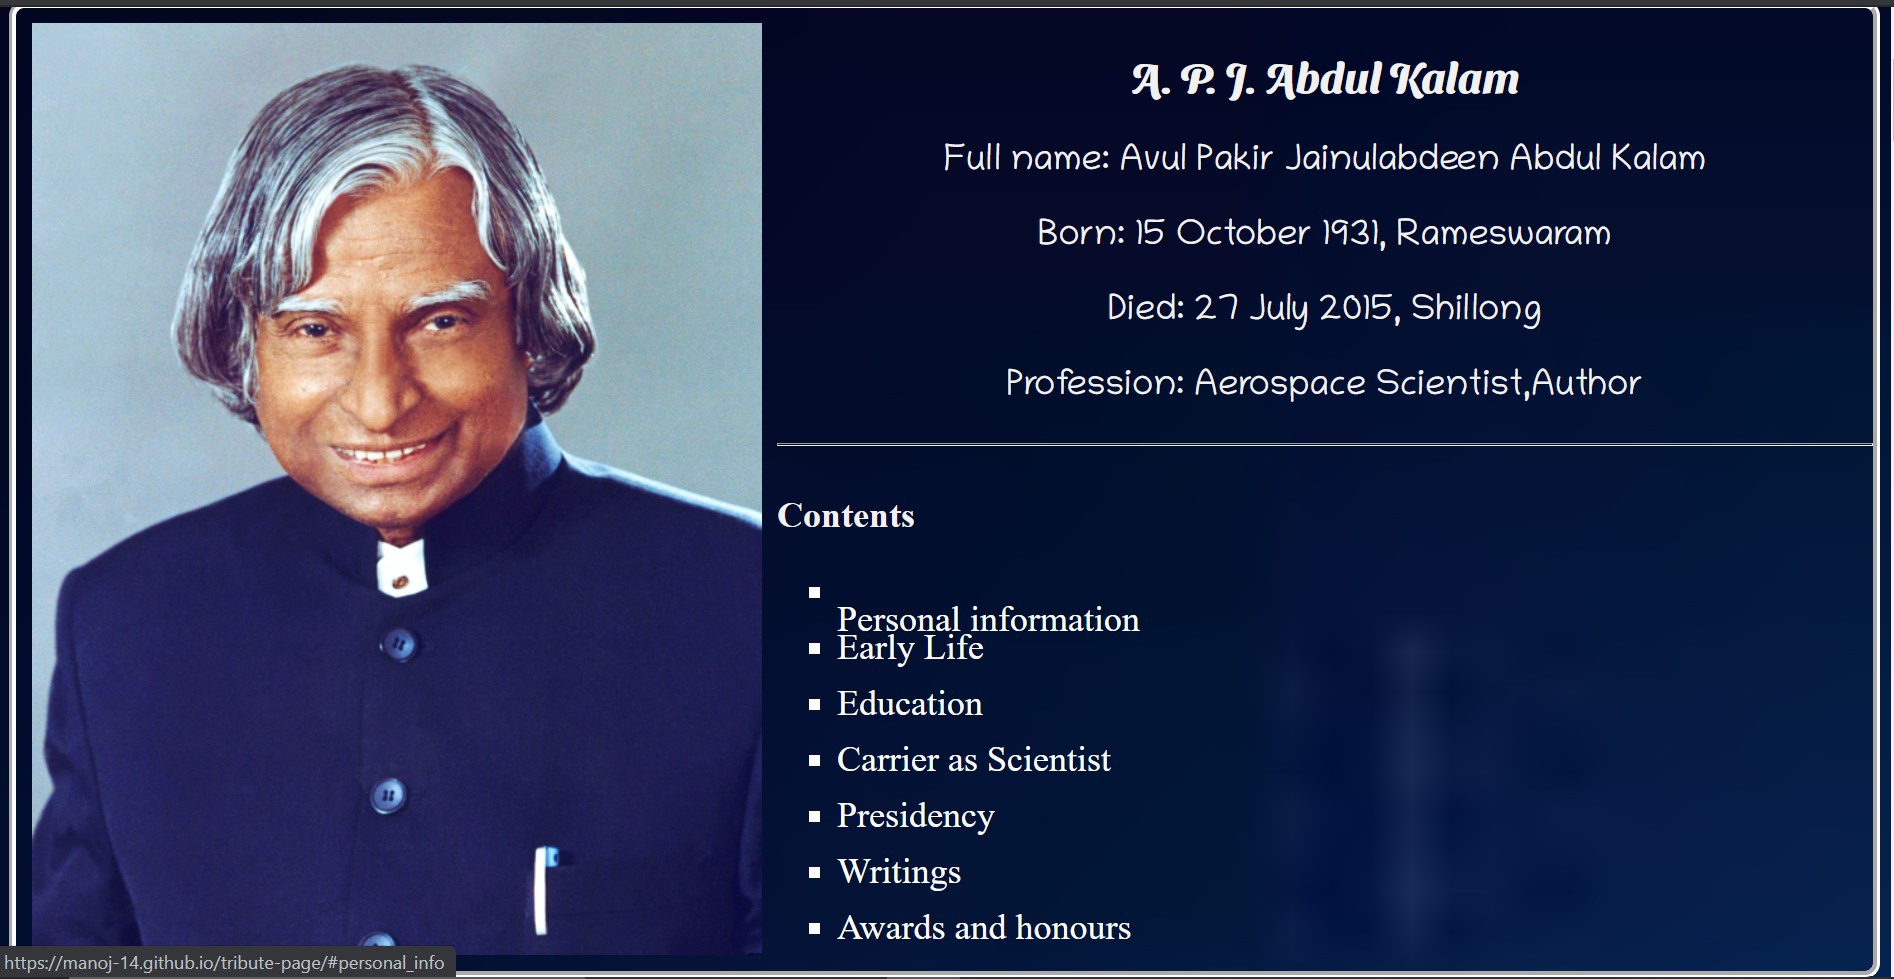 A. P. J. Abdul Kalam
Full name: Avul Pakir Jainulabdeen Abdul Kalam
Born: 15 October 1931, Rameswaram
Died: 27 July 2015, Shillong
Profession: Aerospace Scientist,Author
Contents
Personal information
Early Life
Education
Carrier as Scientist
Presidency
Writings
Awards and honours
https://manoj-14.github.io/tribute-page/#personal_info